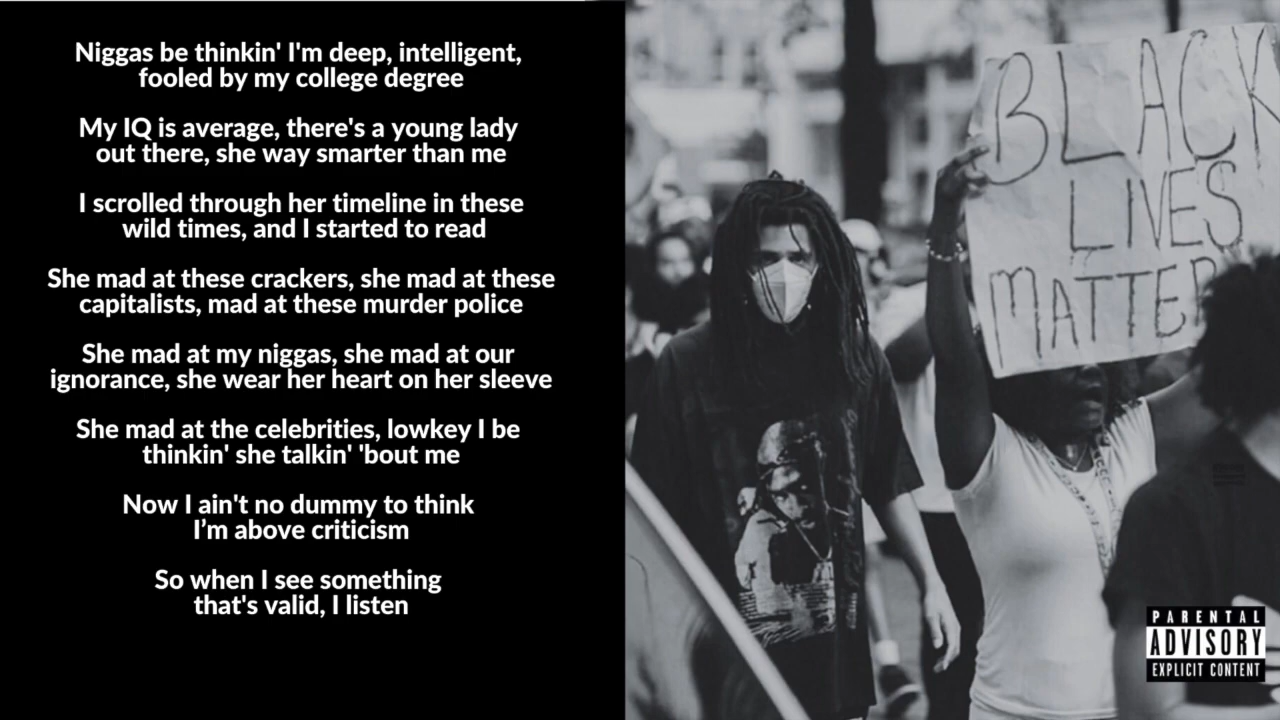 Niggas be thinkin' I'm deep, intelligent,
fooled by my college degree
My IQ is average, there's a young lady
out there, she way smarter than me
I scrolled through her timeline in these
wild times, and I started to read
She mad at these crackers, she mad at these
capitalists, mad at these murder police
She mad at my niggas, she mad at our
ignorance, she wear her heart on her sleeve
She mad at the celebrities, lowkey I be
thinkin' she talkin' 'bout me
Now I ain't no dummy to think
I’m above criticism
So when I see something
that's valid, I listen
BLACK
LIVES
MATTER
PARENTAL
ADVISORY
EXPLICIT CONTENT